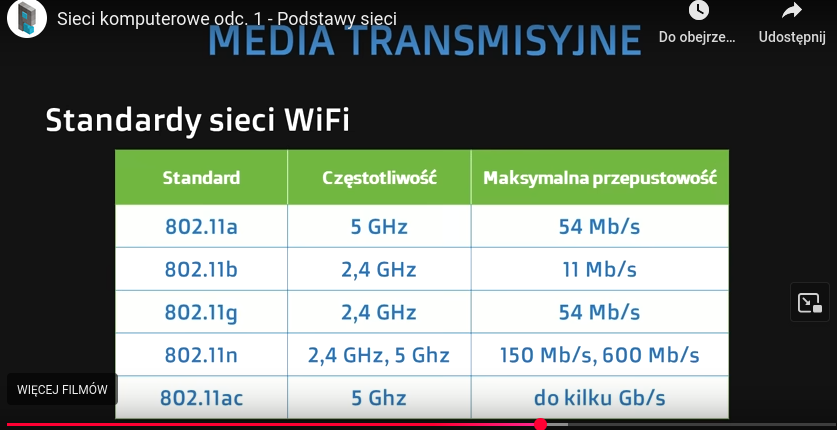 Sieci komputerowe odc. 1 - Podstawy sieci
Do obejrze...
Udostępnij
MEDIA TRANSMISYJNE
Standardy sieci WiFi
Standard Częstotliwość Maksymalna przepustowość
802.11a 5 GHz 54 Mb/s
802.11b 2,4 GHz 11 Mb/s
802.11g 2,4 GHz 54 Mb/s
802.11n 2,4 GHz, 5 Ghz 150 Mb/s, 600 Mb/s
802.11ac 5 Ghz do kilku Gb/s
WIĘCEJ FILMÓW